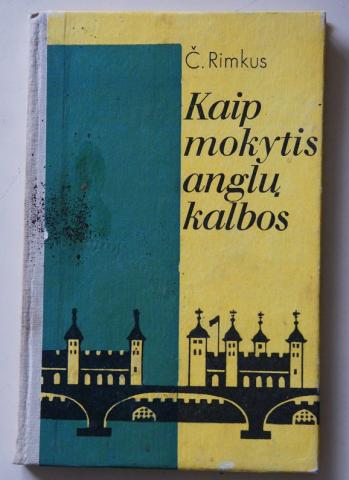 Č. Rimkus
Kaip
mokytis
anglų
kalbos